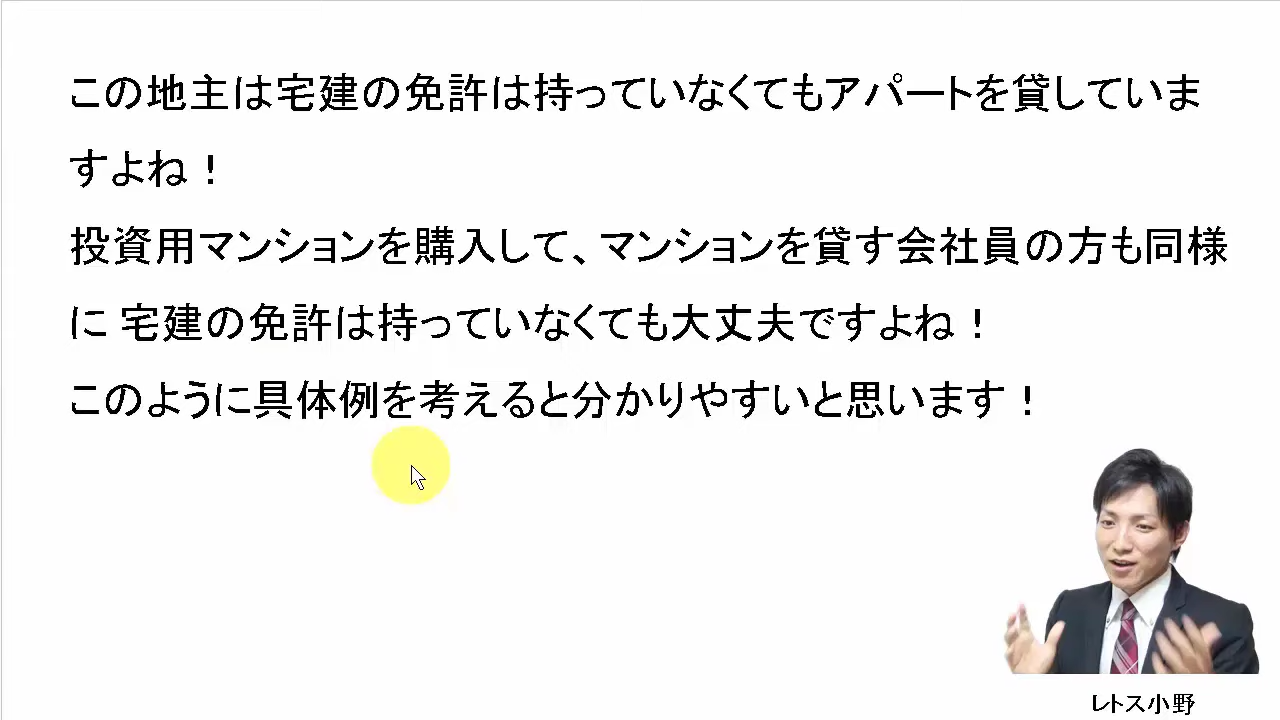 この地主は宅建の免許は持っていなくてもアパートを貸していま
すよね！
投資用マンションを購入して、マンションを貸す会社員の方も同様
に 宅建の免許は持っていなくても大丈夫ですよね！
このように具体例を考えると分かりやすいと思います！
レトス小野